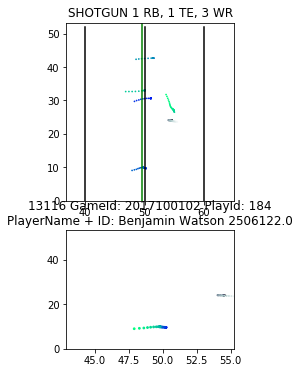 SHOTGUN 1 RB, 1 TE, 3 WR
50
40
30
20
10
0
40 50 60
13116 GameId: 2017100102 PlayId: 184
PlayerName + ID: Benjamin Watson 2506122.0
40
20
0
45.0 47.5 50.0 52.5 55.0